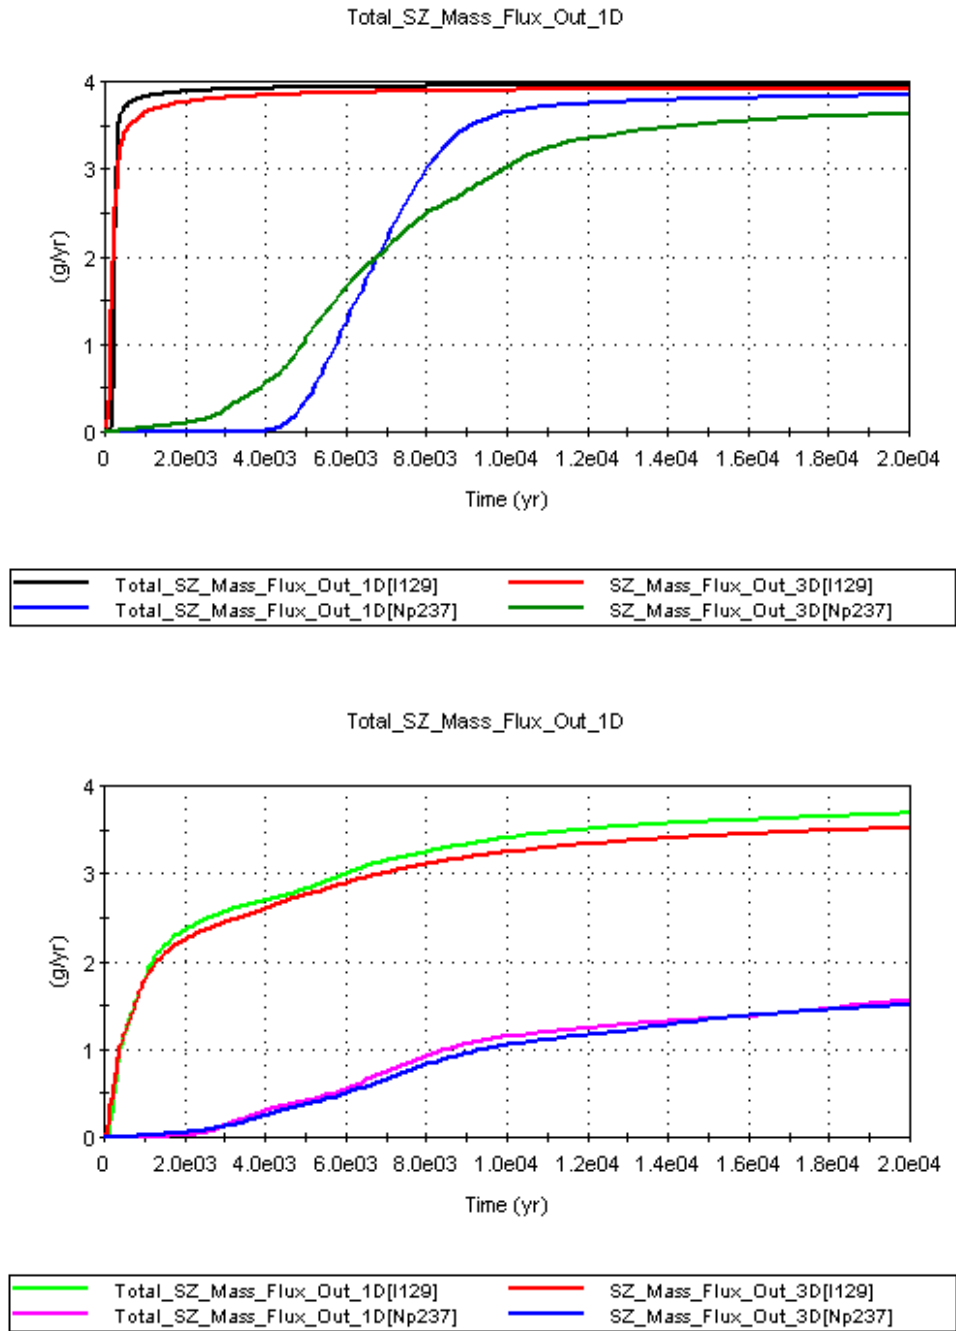 Total_SZ_Mass_Flux_Out_1D
4
3
2
1
0
(g/yr)
0 2.0e03 4.0e03 6.0e03 8.0e03 1.0e04 1.2e04 1.4e04 1.6e04 1.8e04 2.0e04
Time (yr)
Total_SZ_Mass_Flux_Out_1D[I129] SZ_Mass_Flux_Out_3D[I129]
Total_SZ_Mass_Flux_Out_1D[Np237] SZ_Mass_Flux_Out_3D[Np237]
Total_SZ_Mass_Flux_Out_1D
4
3
2
1
0
(g/yr)
0 2.0e03 4.0e03 6.0e03 8.0e03 1.0e04 1.2e04 1.4e04 1.6e04 1.8e04 2.0e04
Time (yr)
Total_SZ_Mass_Flux_Out_1D[I129] SZ_Mass_Flux_Out_3D[I129]
Total_SZ_Mass_Flux_Out_1D[Np237] SZ_Mass_Flux_Out_3D[Np237]